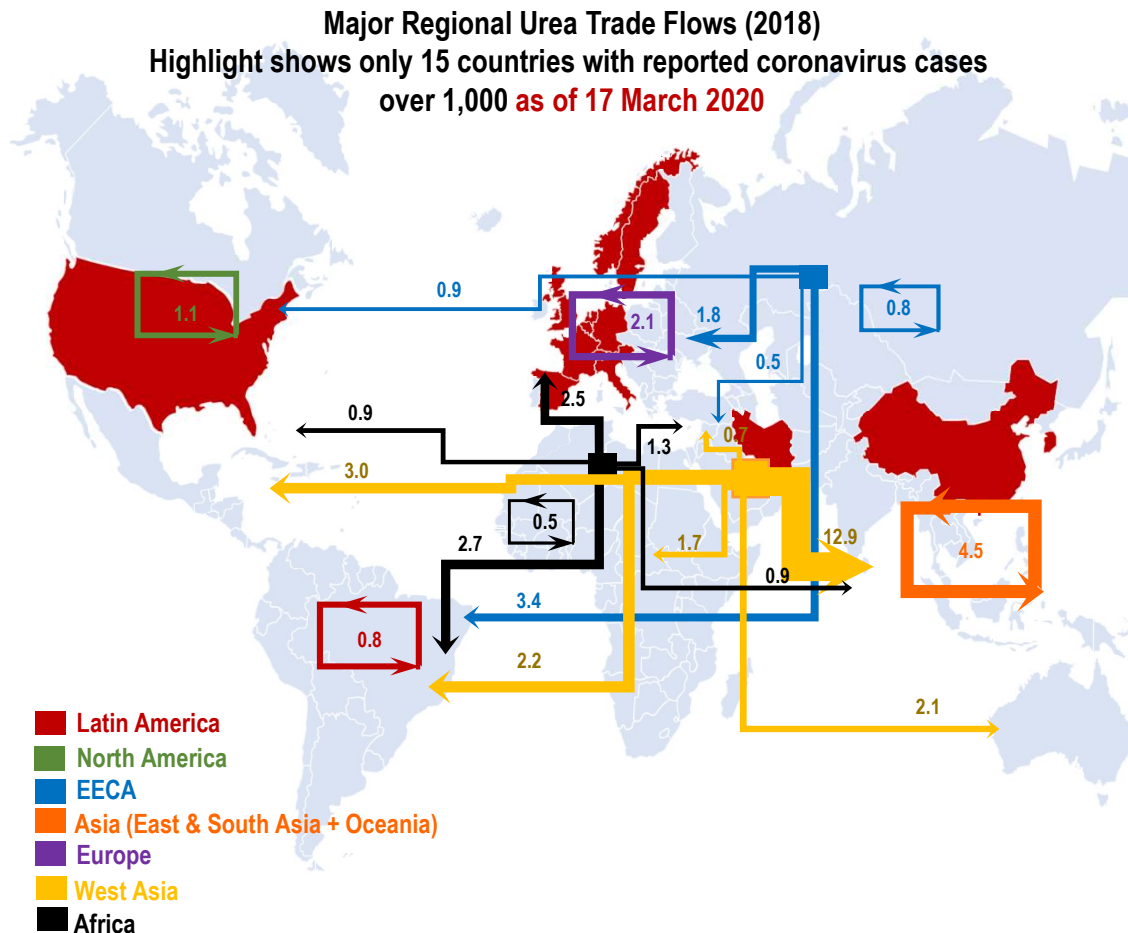 Major Regional Urea Trade Flows (2018)
Highlight shows only 15 countries with reported coronavirus cases
over 1,000 as of 17 March 2020
0.9
1.1
2.1
1.8
0.8
0.5
2.5
0.9
1.3
0.7
3.0
0.5
2.7
1.7
12.9
4.5
0.9
3.4
0.8
2.2
2.1
Latin America
North America
EECA
Asia (East & South Asia + Oceania)
Europe
West Asia
Africa